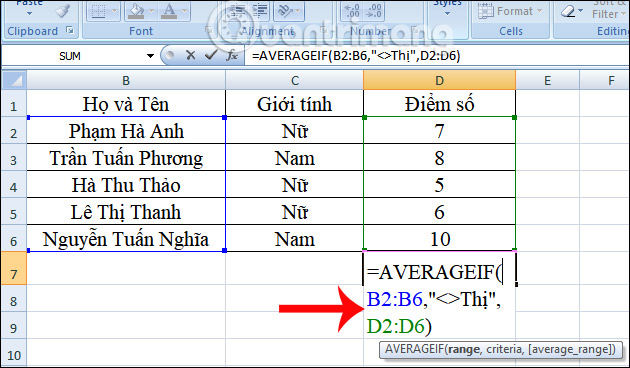 Paste
Styles
Format
Clipboard
Font
Alignment
Number
Cells
Editing
Quantrimang
SUM
fx
=AVERAGEIF(B2:B6,"<>Thị",D2:D6)
B C D E F
1 Họ và Tên Giới tính Điểm số
2 Phạm Hà Anh Nữ 7
3 Trần Tuấn Phương Nam 8
4 Hà Thu Thảo Nữ 5
5 Lê Thị Thanh Nữ 6
6 Nguyễn Tuấn Nghĩa Nam 10
7 =AVERAGEIF(
8 B2:B6,"<>Thị",
9 D2:D6)
AVERAGEIF(range, criteria, [average_range])
10